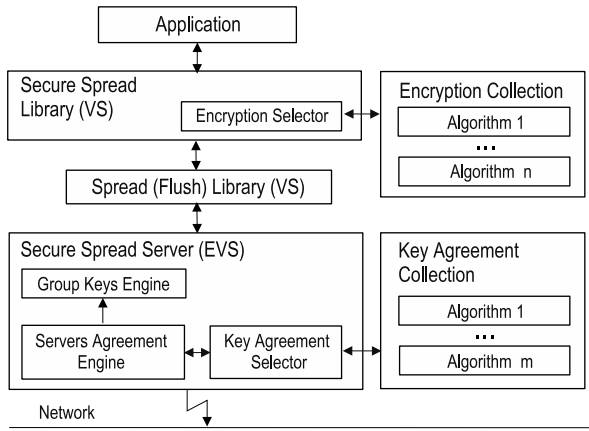 Application
Secure Spread
Library (VS)
Encryption Selector
Encryption Collection
Algorithm 1
...
Algorithm n
Spread (Flush) Library (VS)
Secure Spread Server (EVS)
Group Keys Engine
Servers Agreement
Engine
Key Agreement
Selector
Key Agreement
Collection
Algorithm 1
...
Algorithm m
Network